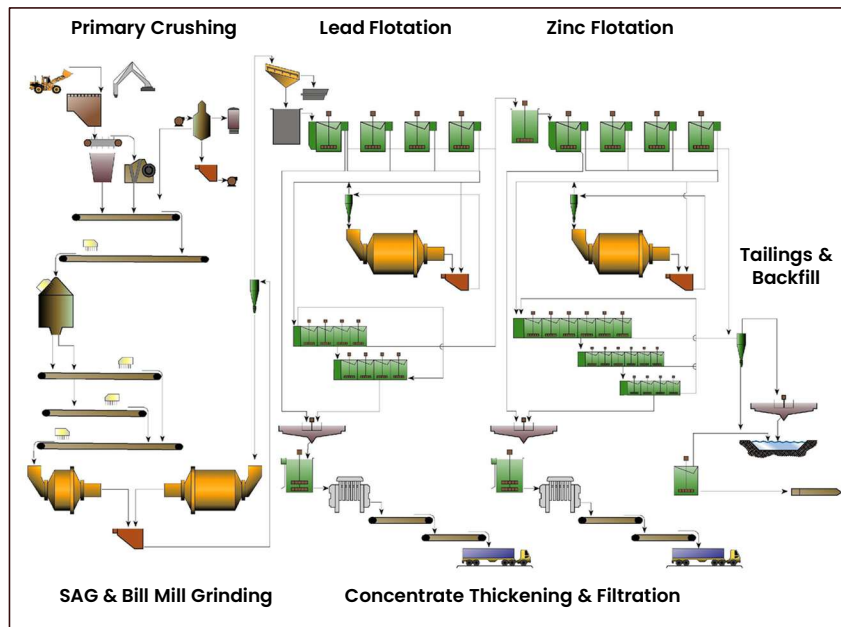 Primary Crushing
Lead Flotation
Zinc Flotation
Tailings &
Backfill
SAG & Bill Mill Grinding
Concentrate Thickening & Filtration